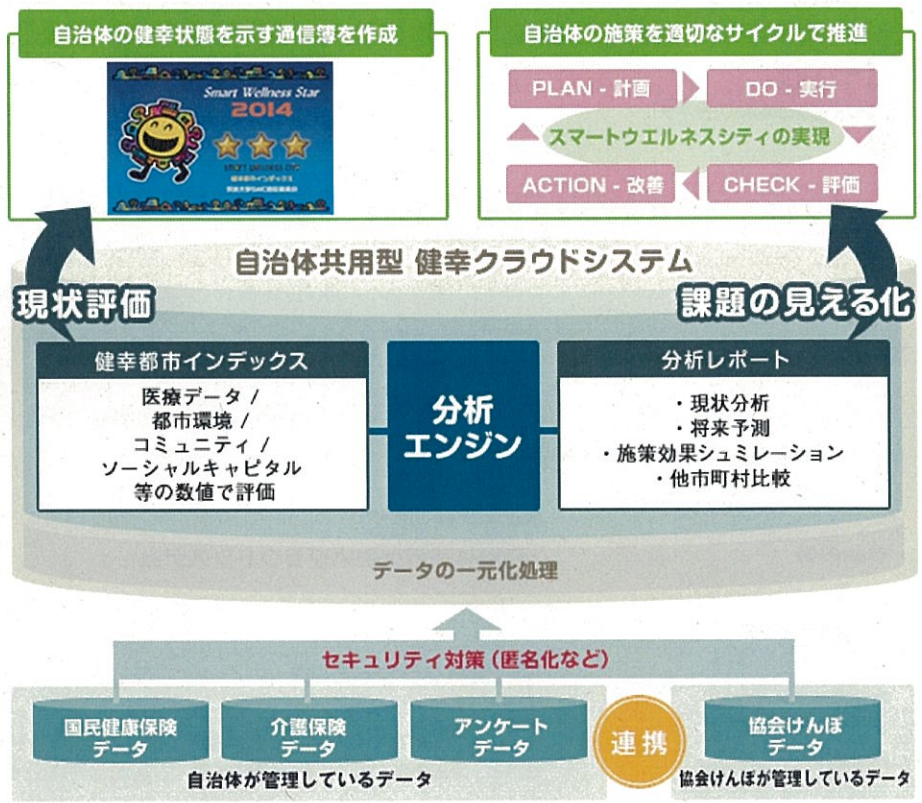 自治体の健幸状態を示す通信簿を作成
Smart Wellness Star
2014
SMART WELLNESS CITY
健幸都市インデックス
自治体の施策を適切なサイクルで推進
PLAN - 計画
DO - 実行
スマートウエルネスシティの実現
ACTION - 改善
CHECK - 評価
自治体共用型 健幸クラウドシステム
現状評価
課題の見える化
健幸都市インデックス
医療データ /
都市環境 /
コミュニティ /
ソーシャルキャピタル
等の数値で評価
分析
エンジン
分析レポート
・現状分析
・将来予測
・施策効果シュミレーション
・他市町村比較
データの一元化処理
セキュリティ対策（匿名化など）
国民健康保険
データ
介護保険
データ
アンケート
データ
連携
協会けんぽ
データ
自治体が管理しているデータ
協会けんぽが管理しているデータ